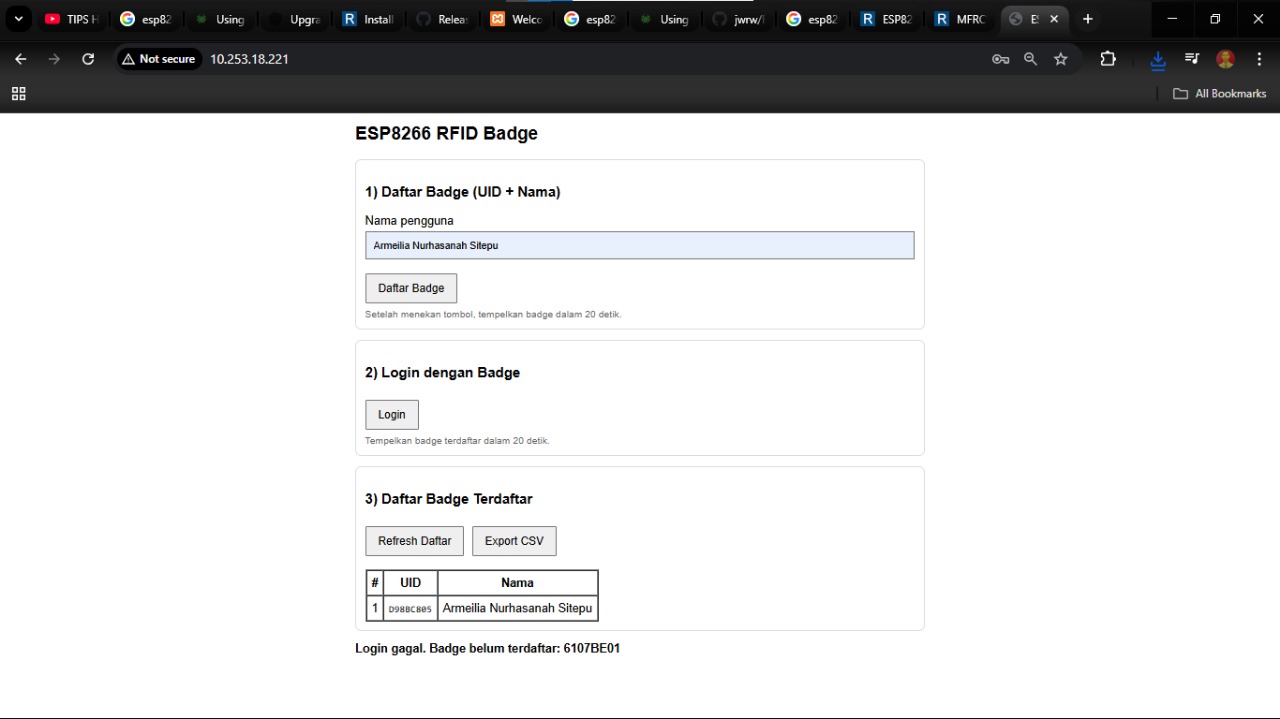 TIPS H
esp82
Using
Upgra
Install
Relea
Welco
esp82
Using
jwrw/
esp82
ESP82
MFRC
Not secure
10.253.18.221
All Bookmarks
ESP8266 RFID Badge
1) Daftar Badge (UID + Nama)
Nama pengguna
Armeilia Nurhasanah Sitepu
Daftar Badge
Setelah menekan tombol, tempelkan badge dalam 20 detik.
2) Login dengan Badge
Login
Tempelkan badge terdaftar dalam 20 detik.
3) Daftar Badge Terdaftar
Refresh Daftar Export CSV
# UID Nama
1 D98BC805 Armeilia Nurhasanah Sitepu
Login gagal. Badge belum terdaftar: 6107BE01